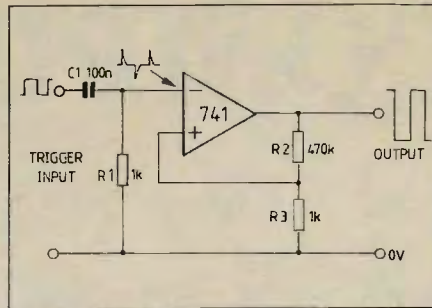 C1 100n
−
741
+
TRIGGER
INPUT
R1
1k
R2
470k
OUTPUT
R3
1k
0V